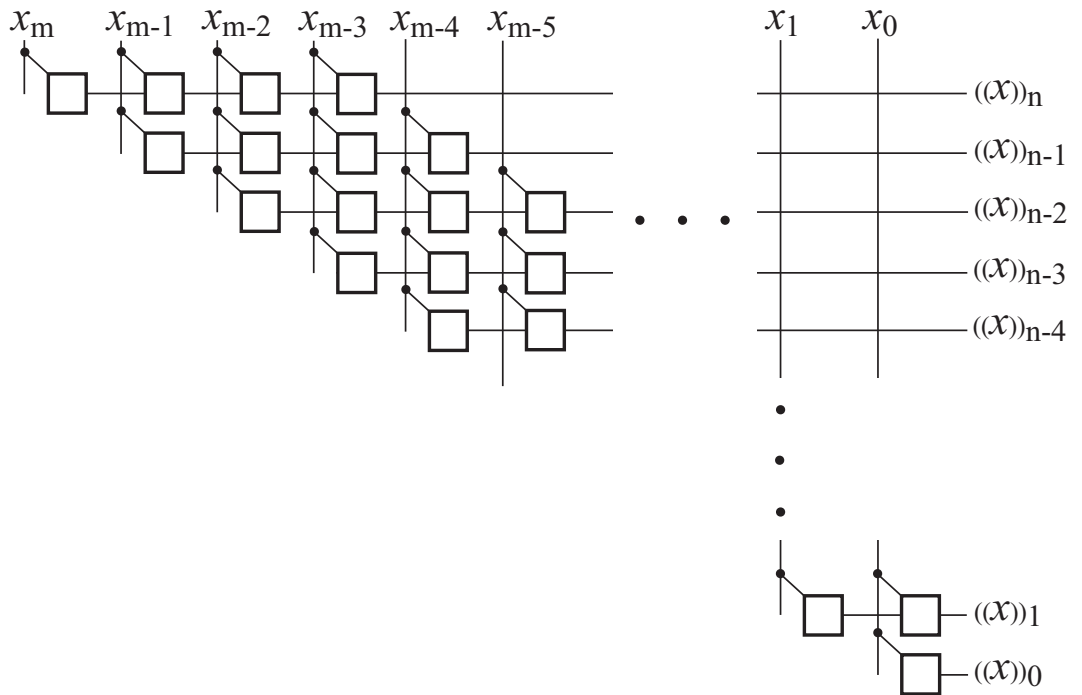 x_m x_{m-1} x_{m-2} x_{m-3} x_{m-4} x_{m-5} x_1 x_0
((x))_n
((x))_{n-1}
((x))_{n-2}
((x))_{n-3}
((x))_{n-4}
((x))_1
((x))_0